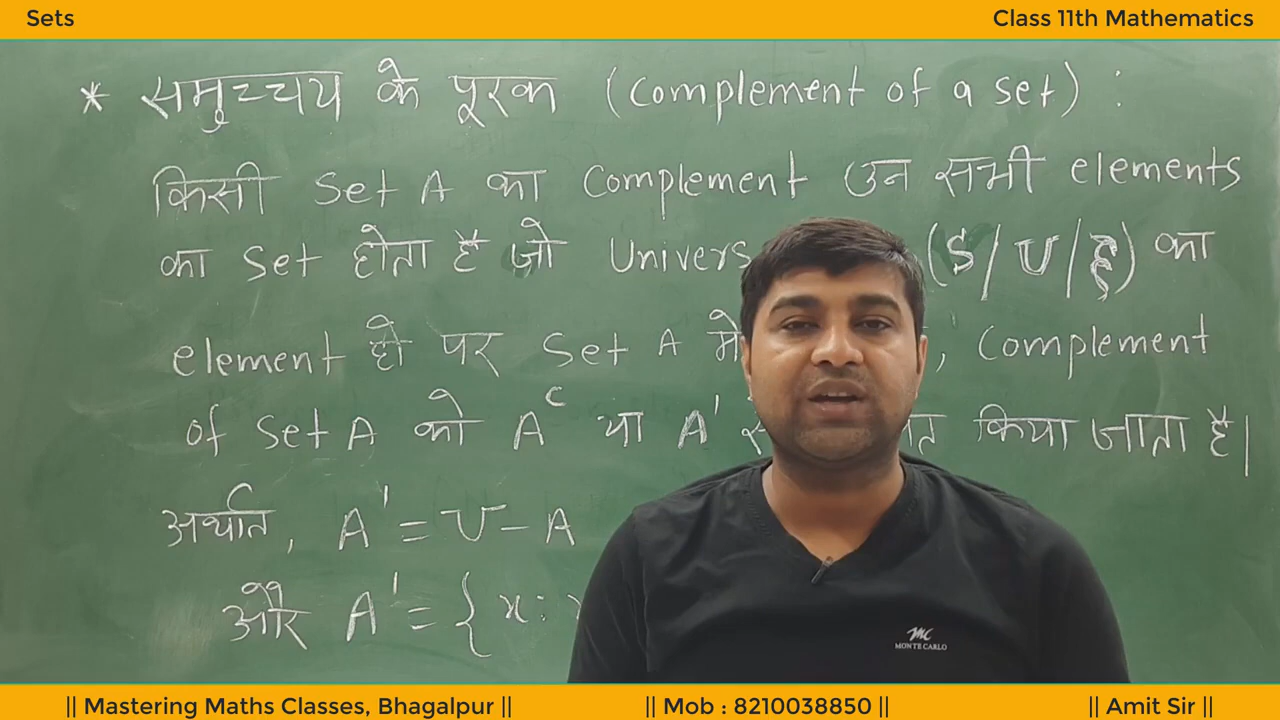 Sets
Class 11th Mathematics
* समुच्चय के पूरक (Complement of a set) :
किसी Set A का Complement उन सभी elements
का Set होता है जो Univers (S/U/ξ) का
element हो पर Set A में , Complement
of Set A को A^c या A' किया जाता है।
अर्थात, A' = U - A
और A' = {x :
MC
MONTE CARLO
|| Mastering Maths Classes, Bhagalpur ||
|| Mob : 8210038850 ||
|| Amit Sir ||